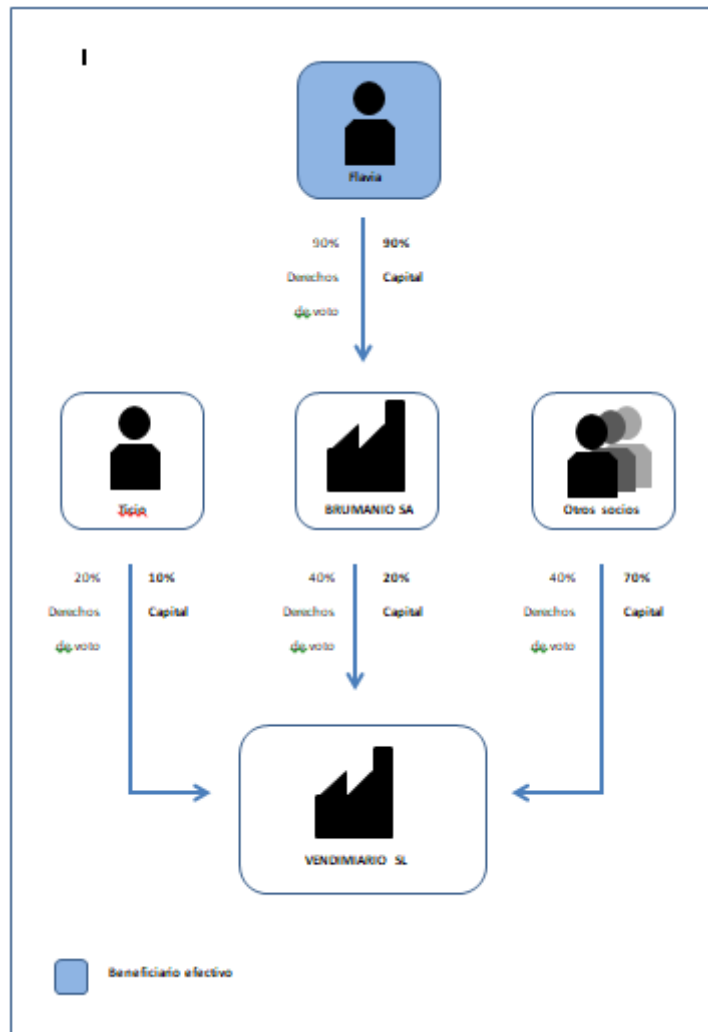 I
Flavia
90%
Derechos
de voto
90%
Capital
Ticio
BRUMANIO SA
Otros socios
20%
Derechos
de voto
10%
Capital
40%
Derechos
de voto
20%
Capital
40%
Derechos
de voto
70%
Capital
VENDIMIARIO SL
Beneficiario efectivo